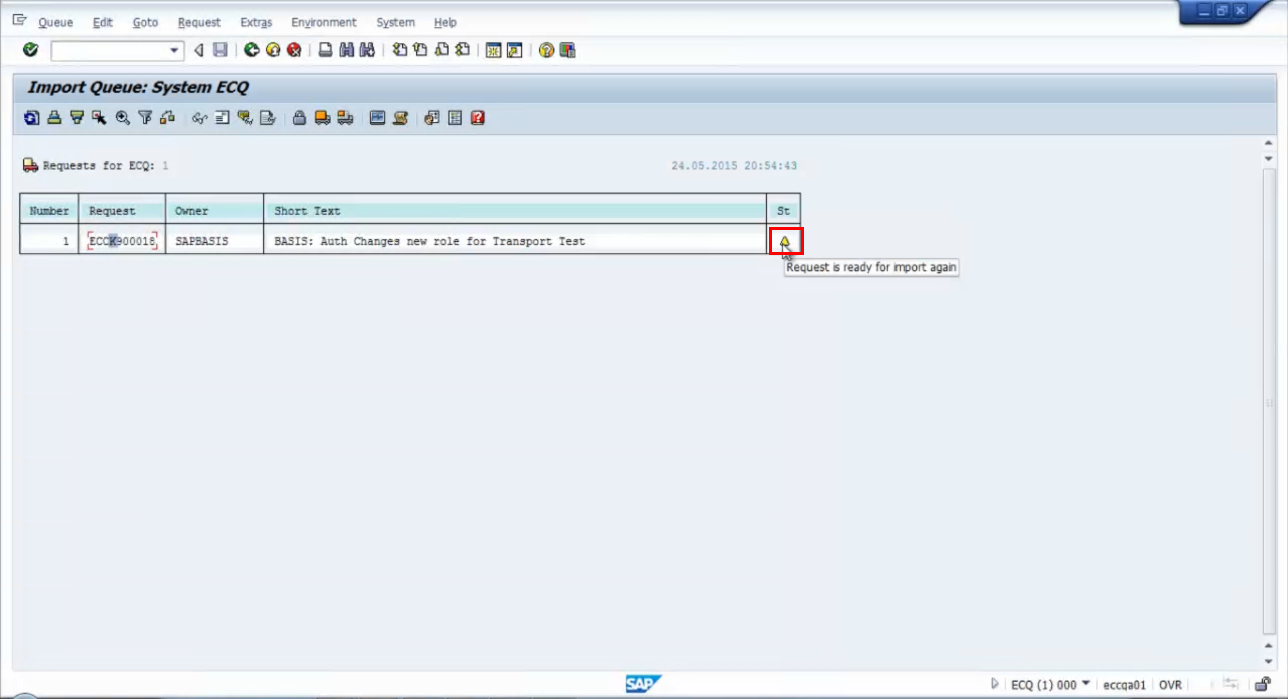 Queue Edit Goto Request Extras Environment System Help
Import Queue: System ECQ
Requests for ECQ: 1 24.05.2015 20:54:43
Number Request Owner Short Text St
1 ECCK900018 SAPBASIS BASIS: Auth Changes new role for Transport Test
Request is ready for import again
SAP ECQ (1) 000 eccqa01 OVR